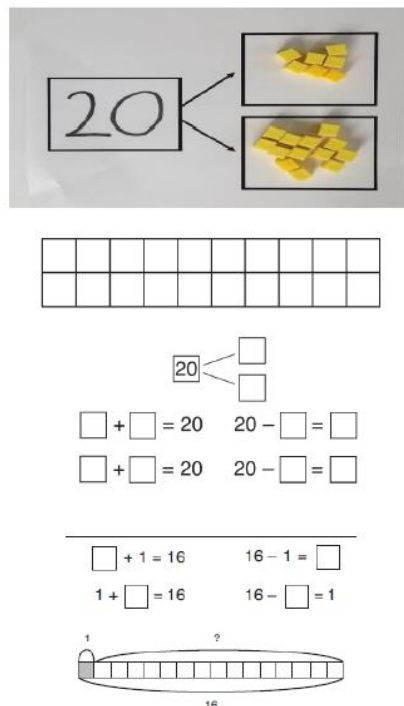 20
20
□ + □ = 20 20 − □ = □
□ + □ = 20 20 − □ = □
□ + 1 = 16 16 − 1 = □
1 + □ = 16 16 − □ = 1
1 ?
16